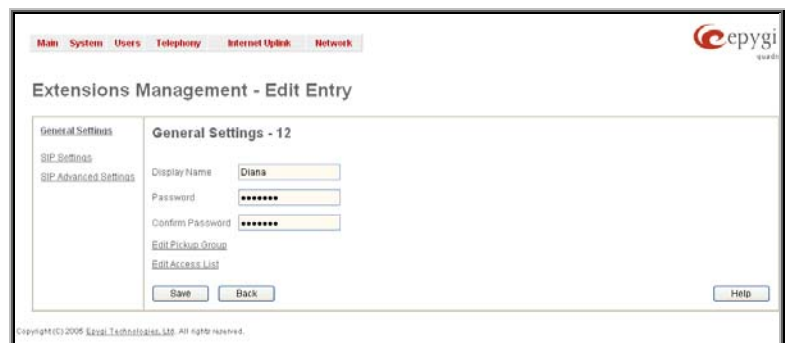 Main System Users Telephony Internet Uplink Network
epygi
quadro
Extensions Management - Edit Entry
General Settings
SIP Settings
SIP Advanced Settings
General Settings - 12
Display Name Diana
Password •••••••
Confirm Password •••••••
Edit Pickup Group
Edit Access List
Save Back
Help
Copyright (C) 2006 Epygi Technologies, Ltd. All rights reserved.